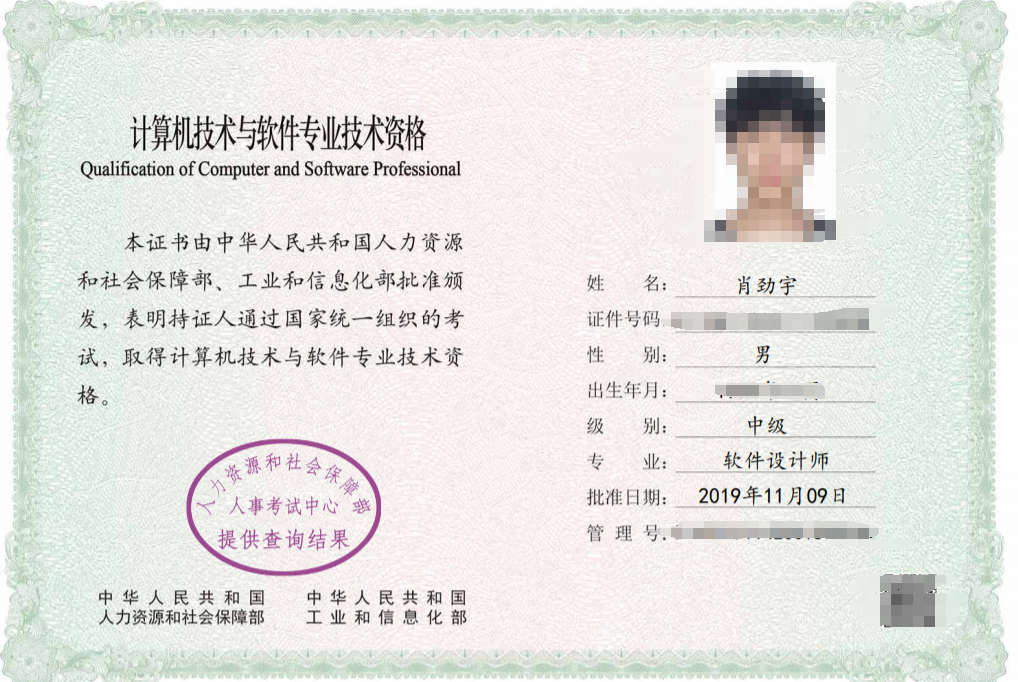 计算机技术与软件专业技术资格
Qualification of Computer and Software Professional
本证书由中华人民共和国人力资源
和社会保障部、工业和信息化部批准颁
发，表明持证人通过国家统一组织的考
试，取得计算机技术与软件专业技术资
格。
人力资源和社会保障部
人事考试中心
提供查询结果
中华人民共和国
人力资源和社会保障部
中华人民共和国
工业和信息化部
姓 名： 肖劲宇
证件号码
性 别： 男
出生年月：
级 别： 中级
专 业： 软件设计师
批准日期： 2019年11月09日
管 理 号：